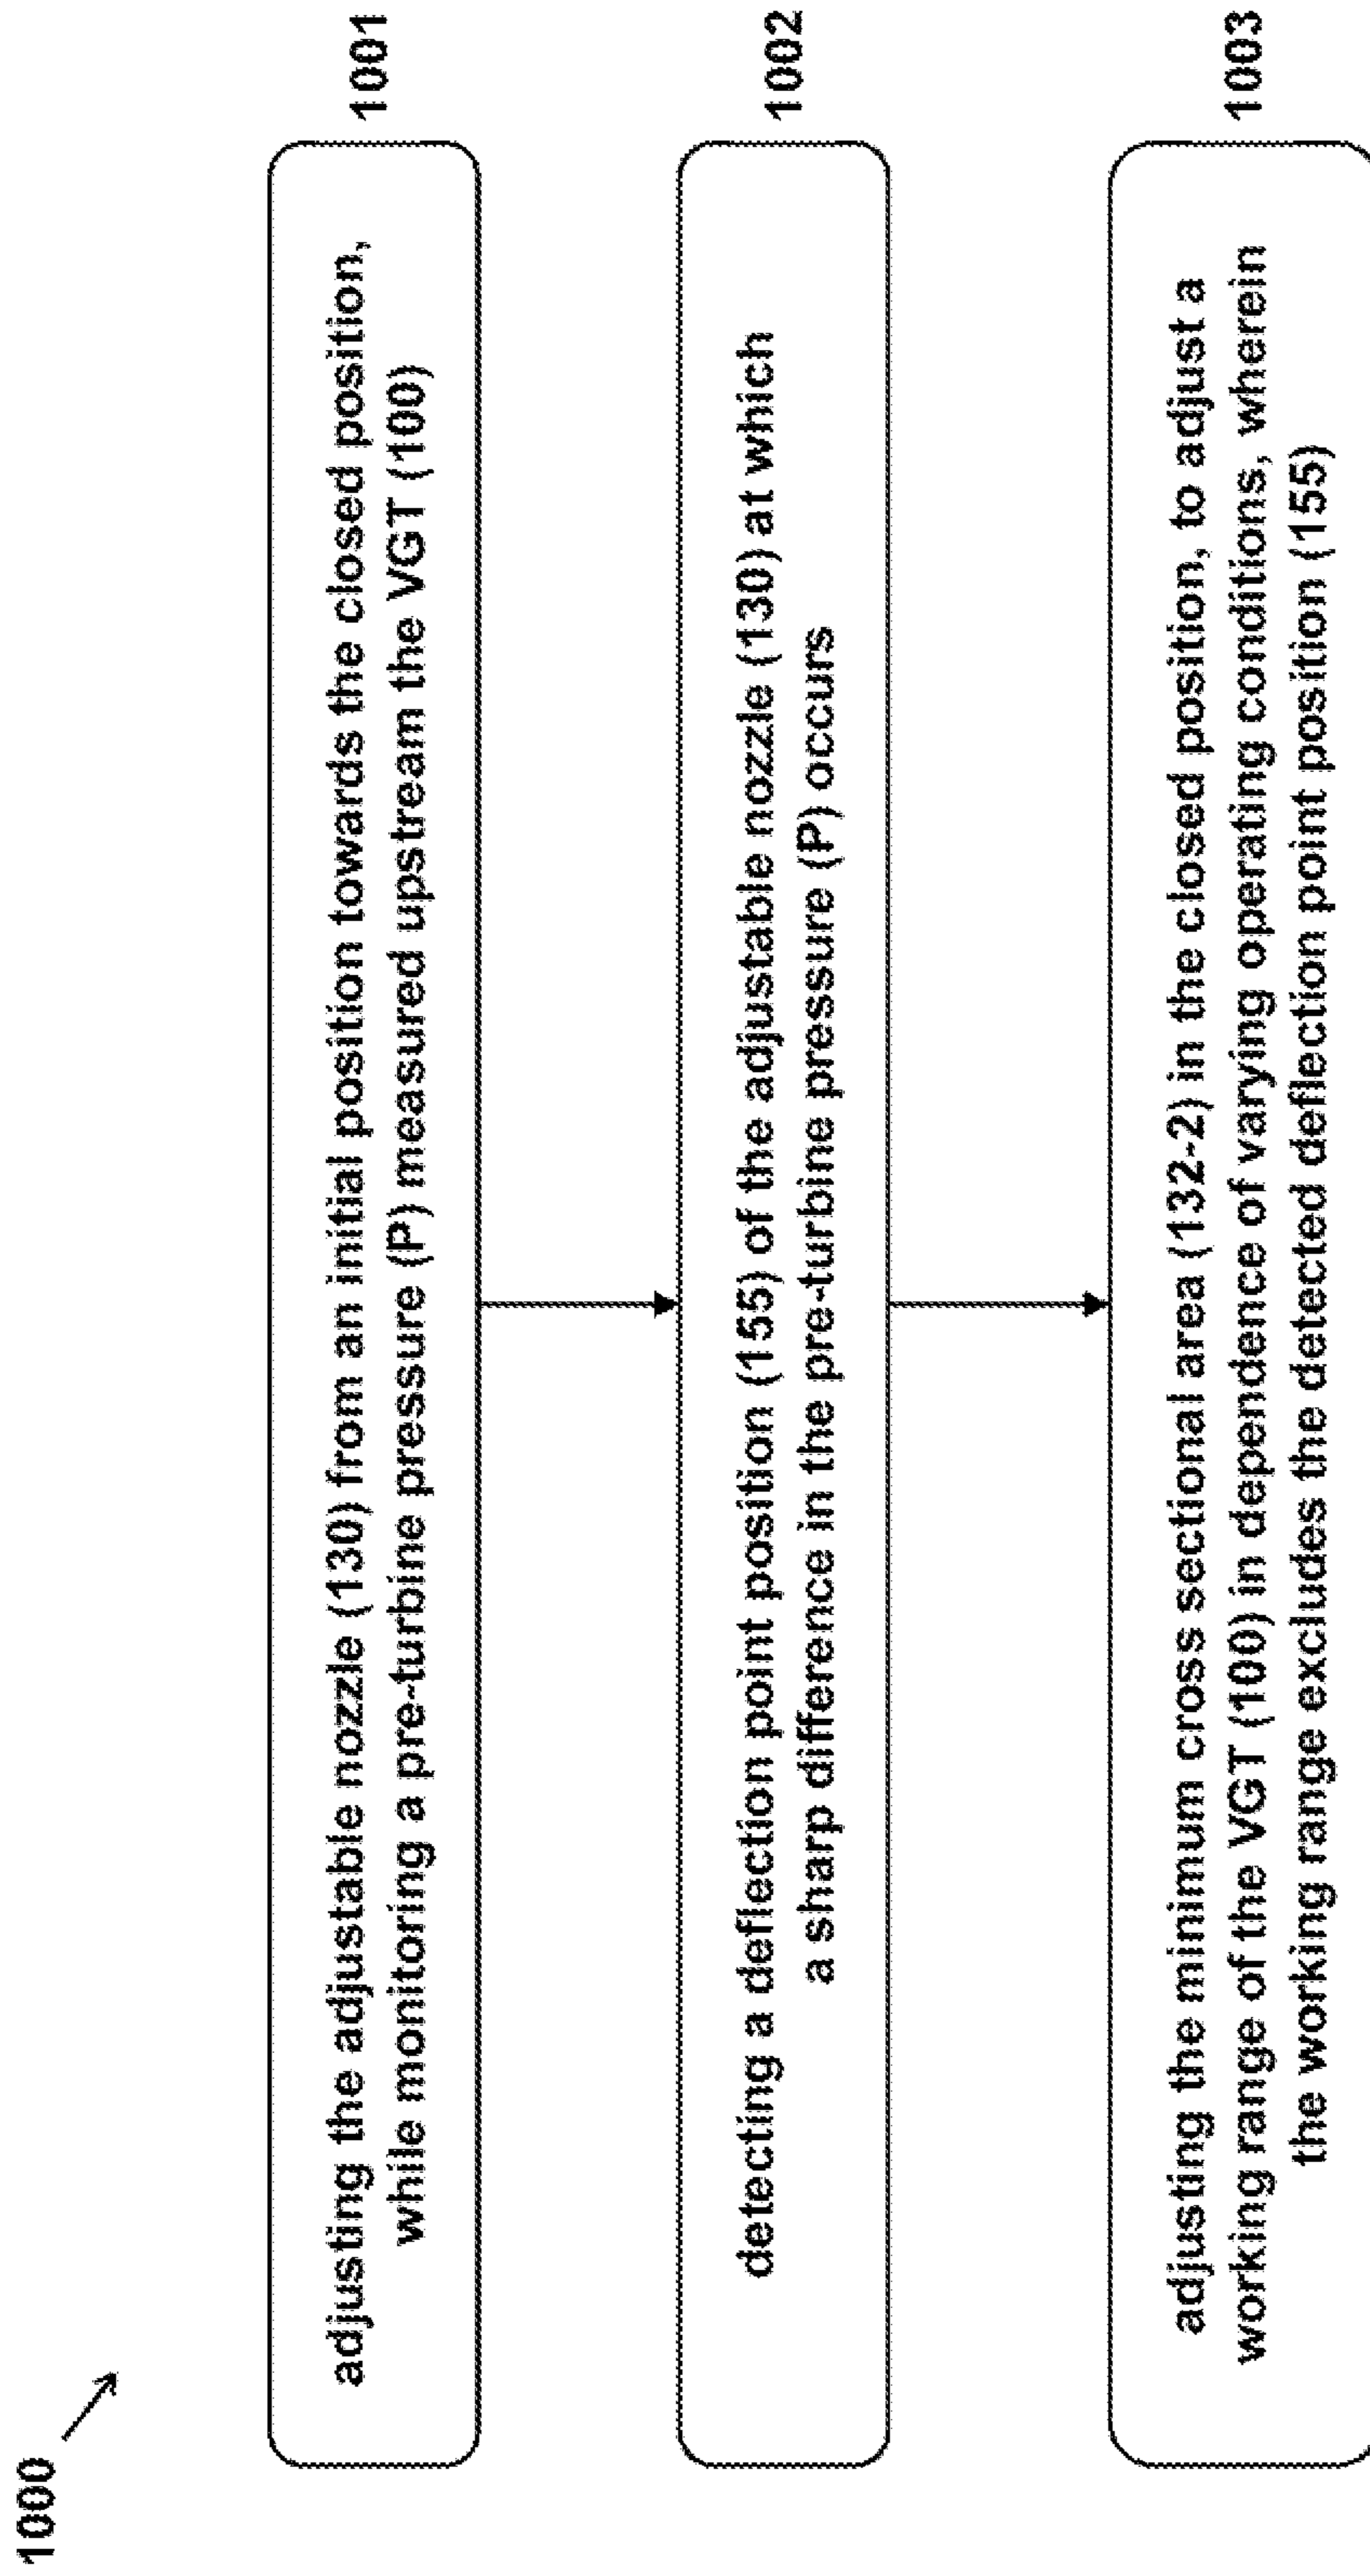 1000
adjusting the adjustable nozzle (130) from an initial position towards the closed position,
while monitoring a pre-turbine pressure (P) measured upstream the VGT (100)
1001
detecting a deflection point position (155) of the adjustable nozzle (130) at which
a sharp difference in the pre-turbine pressure (P) occurs
1002
adjusting the minimum cross sectional area (132-2) in the closed position, to adjust a
working range of the VGT (100) in dependence of varying operating conditions, wherein
the working range excludes the detected deflection point position (155)
1003